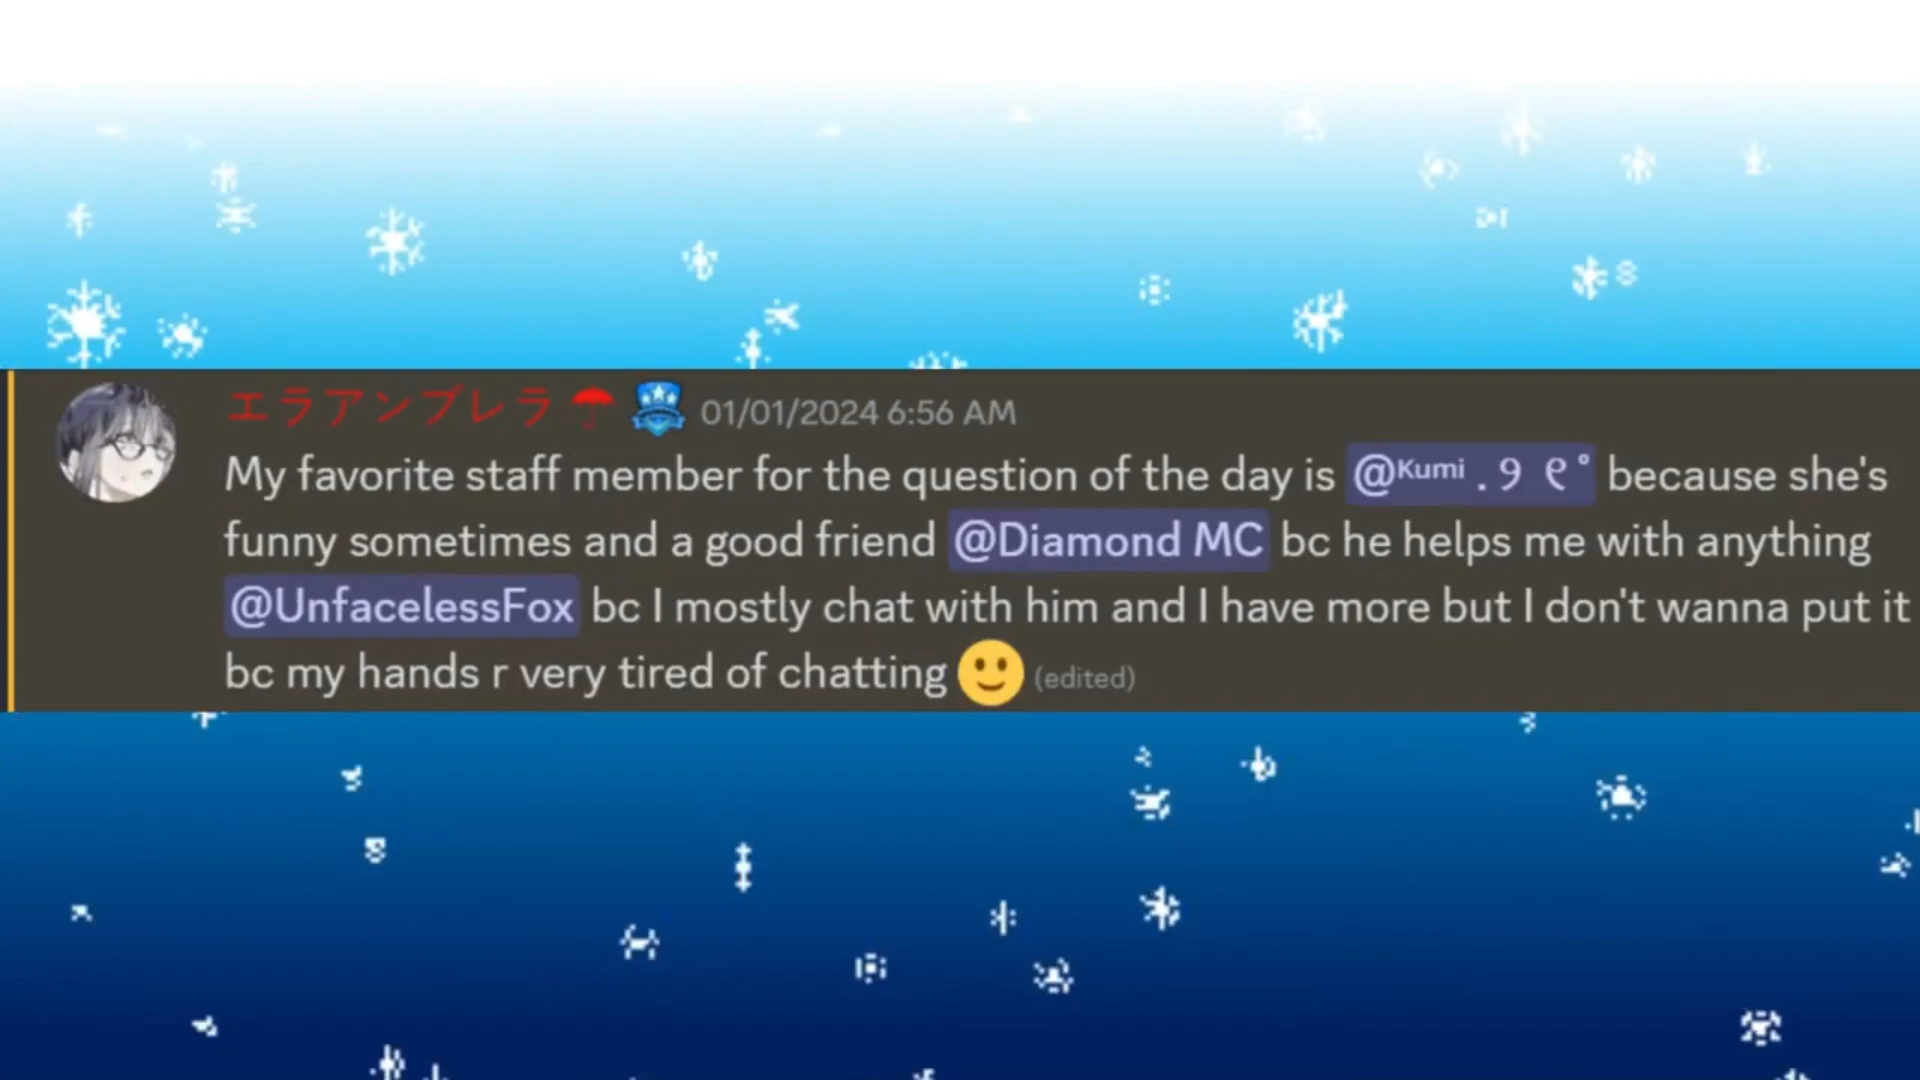 エラアンブレラ ☂ 01/01/2024 6:56 AM
My favorite staff member for the question of the day is @ᴷᵘᵐⁱ . 9 ୧ ˚ because she's
funny sometimes and a good friend @Diamond MC bc he helps me with anything
@UnfacelessFox bc I mostly chat with him and I have more but I don't wanna put it
bc my hands r very tired of chatting 🙂 (edited)